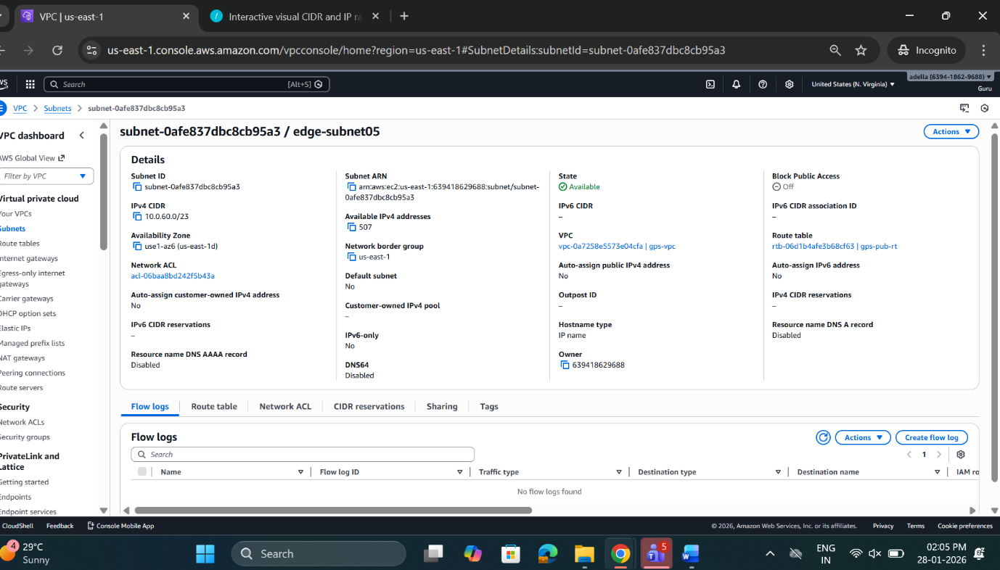 VPC | us-east-1
Interactive visual CIDR and IP ra
us-east-1.console.aws.amazon.com/vpcconsole/home?region=us-east-1#SubnetDetails:subnetId=subnet-0afe837dbc8cb95a3
Incognito
WS
Search
[Alt+S]
United States (N. Virginia)
adella (6394-1862-9688)
Guru
VPC
Subnets
subnet-0afe837dbc8cb95a3
VPC dashboard
AWS Global View
Filter by VPC
Virtual private cloud
Your VPCs
Subnets
Route tables
Internet gateways
Egress-only internet
gateways
Carrier gateways
DHCP option sets
Elastic IPs
Managed prefix lists
NAT gateways
Peering connections
Route servers
Security
Network ACLs
Security groups
PrivateLink and
Lattice
Getting started
Endpoints
Endpoint services
subnet-0afe837dbc8cb95a3 / edge-subnet05
Actions
Details
Subnet ID
subnet-0afe837dbc8cb95a3
IPv4 CIDR
10.0.60.0/23
Availability Zone
use1-az6 (us-east-1d)
Network ACL
acl-06baa8bd242f5b43a
Auto-assign customer-owned IPv4 address
No
IPv6 CIDR reservations
–
Resource name DNS AAAA record
Disabled
Subnet ARN
arn:aws:ec2:us-east-1:639418629688:subnet/subnet-
0afe837dbc8cb95a3
Available IPv4 addresses
507
Network border group
us-east-1
Default subnet
No
Customer-owned IPv4 pool
–
IPv6-only
No
DNS64
Disabled
State
Available
IPv6 CIDR
–
VPC
vpc-0a7258e5573e04cfa | gps-vpc
Auto-assign public IPv4 address
No
Outpost ID
–
Hostname type
IP name
Owner
639418629688
Block Public Access
Off
IPv6 CIDR association ID
–
Route table
rtb-06d1b4afe3b68cf63 | gps-pub-rt
Auto-assign IPv6 address
No
IPv4 CIDR reservations
–
Resource name DNS A record
Disabled
Flow logs
Route table
Network ACL
CIDR reservations
Sharing
Tags
Flow logs
Actions
Create flow log
Search
1
Name
Flow log ID
Traffic type
Destination type
Destination name
IAM ro
No flow logs found
CloudShell
Feedback
Console Mobile App
© 2026, Amazon Web Services, Inc. or its affiliates.
Privacy
Terms
Cookie preferences
4
29°C
Sunny
Search
5
ENG
IN
02:05 PM
28-01-2026